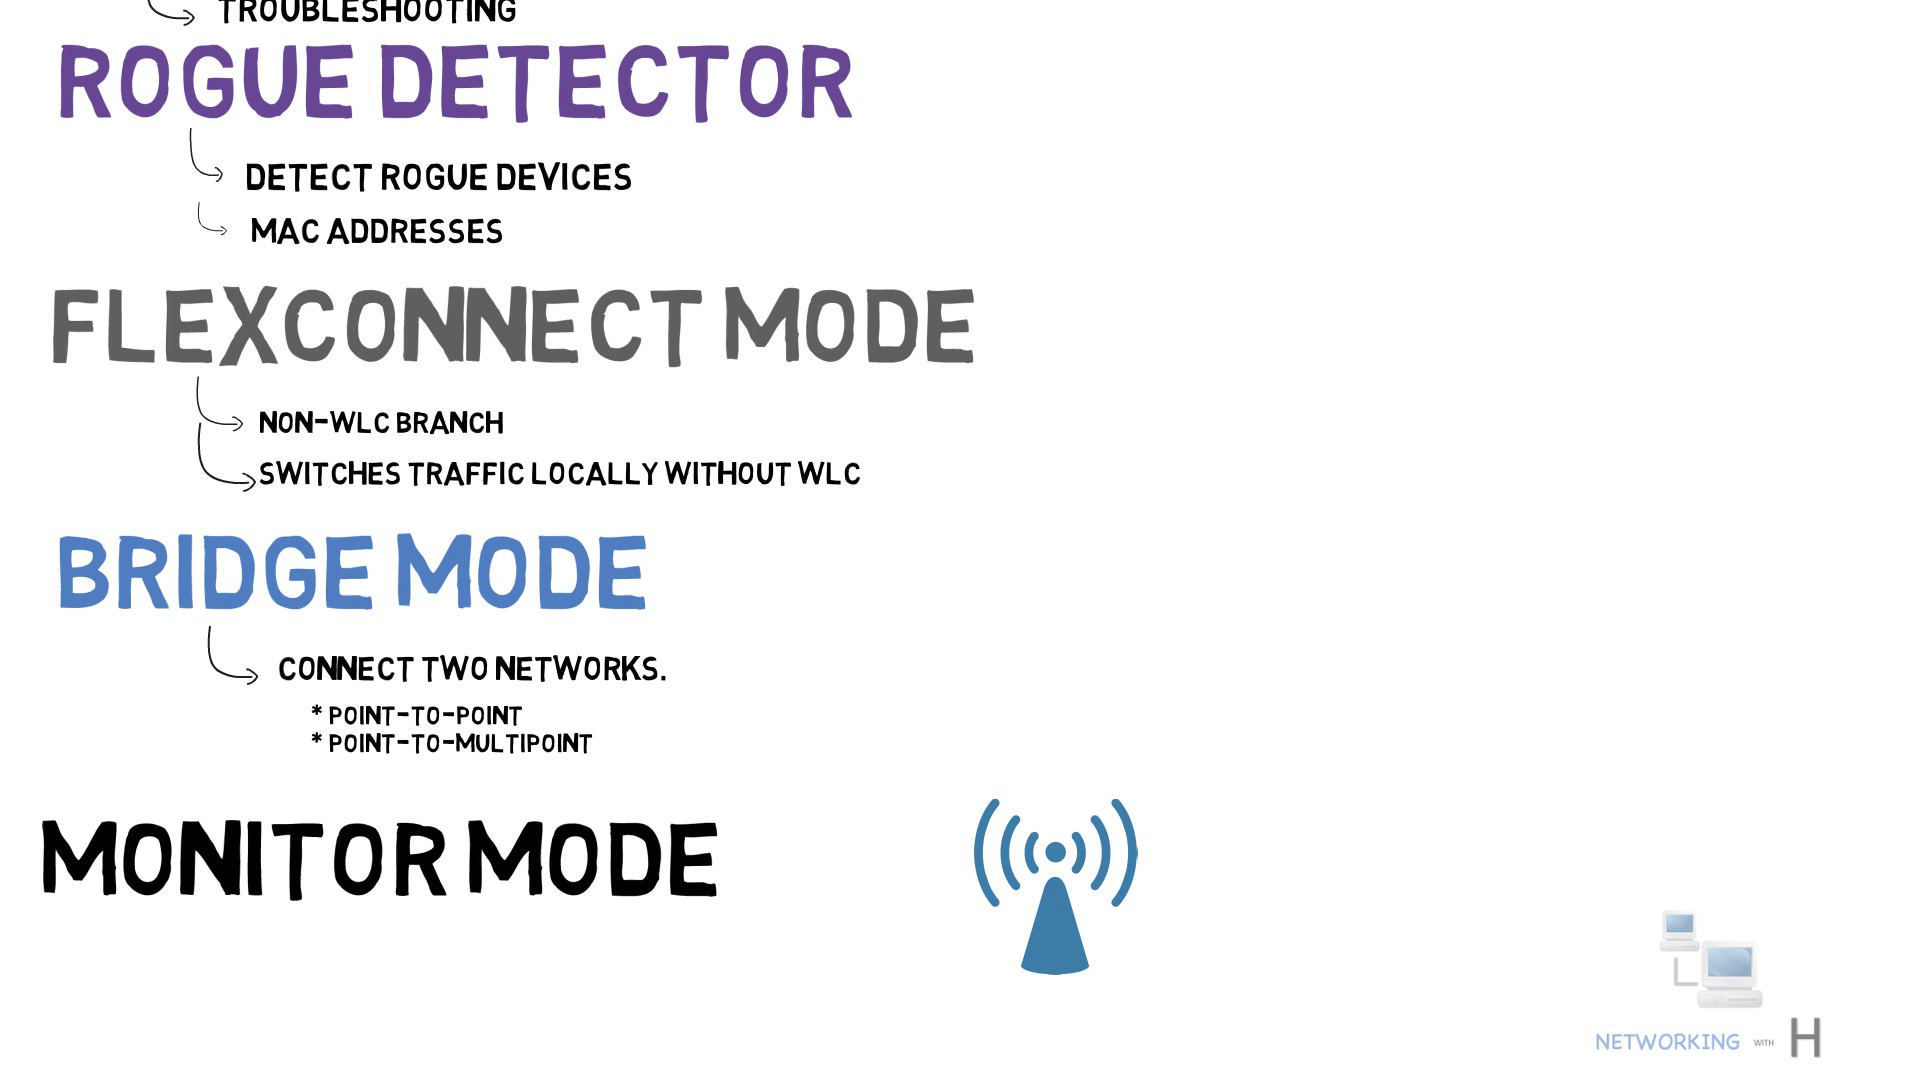 TROUBLESHOOTING
ROGUE DETECTOR
DETECT ROGUE DEVICES
MAC ADDRESSES
FLEXCONNECT MODE
NON-WLC BRANCH
SWITCHES TRAFFIC LOCALLY WITHOUT WLC
BRIDGE MODE
CONNECT TWO NETWORKS.
* POINT-TO-POINT
* POINT-TO-MULTIPOINT
MONITOR MODE
NETWORKING WITH H